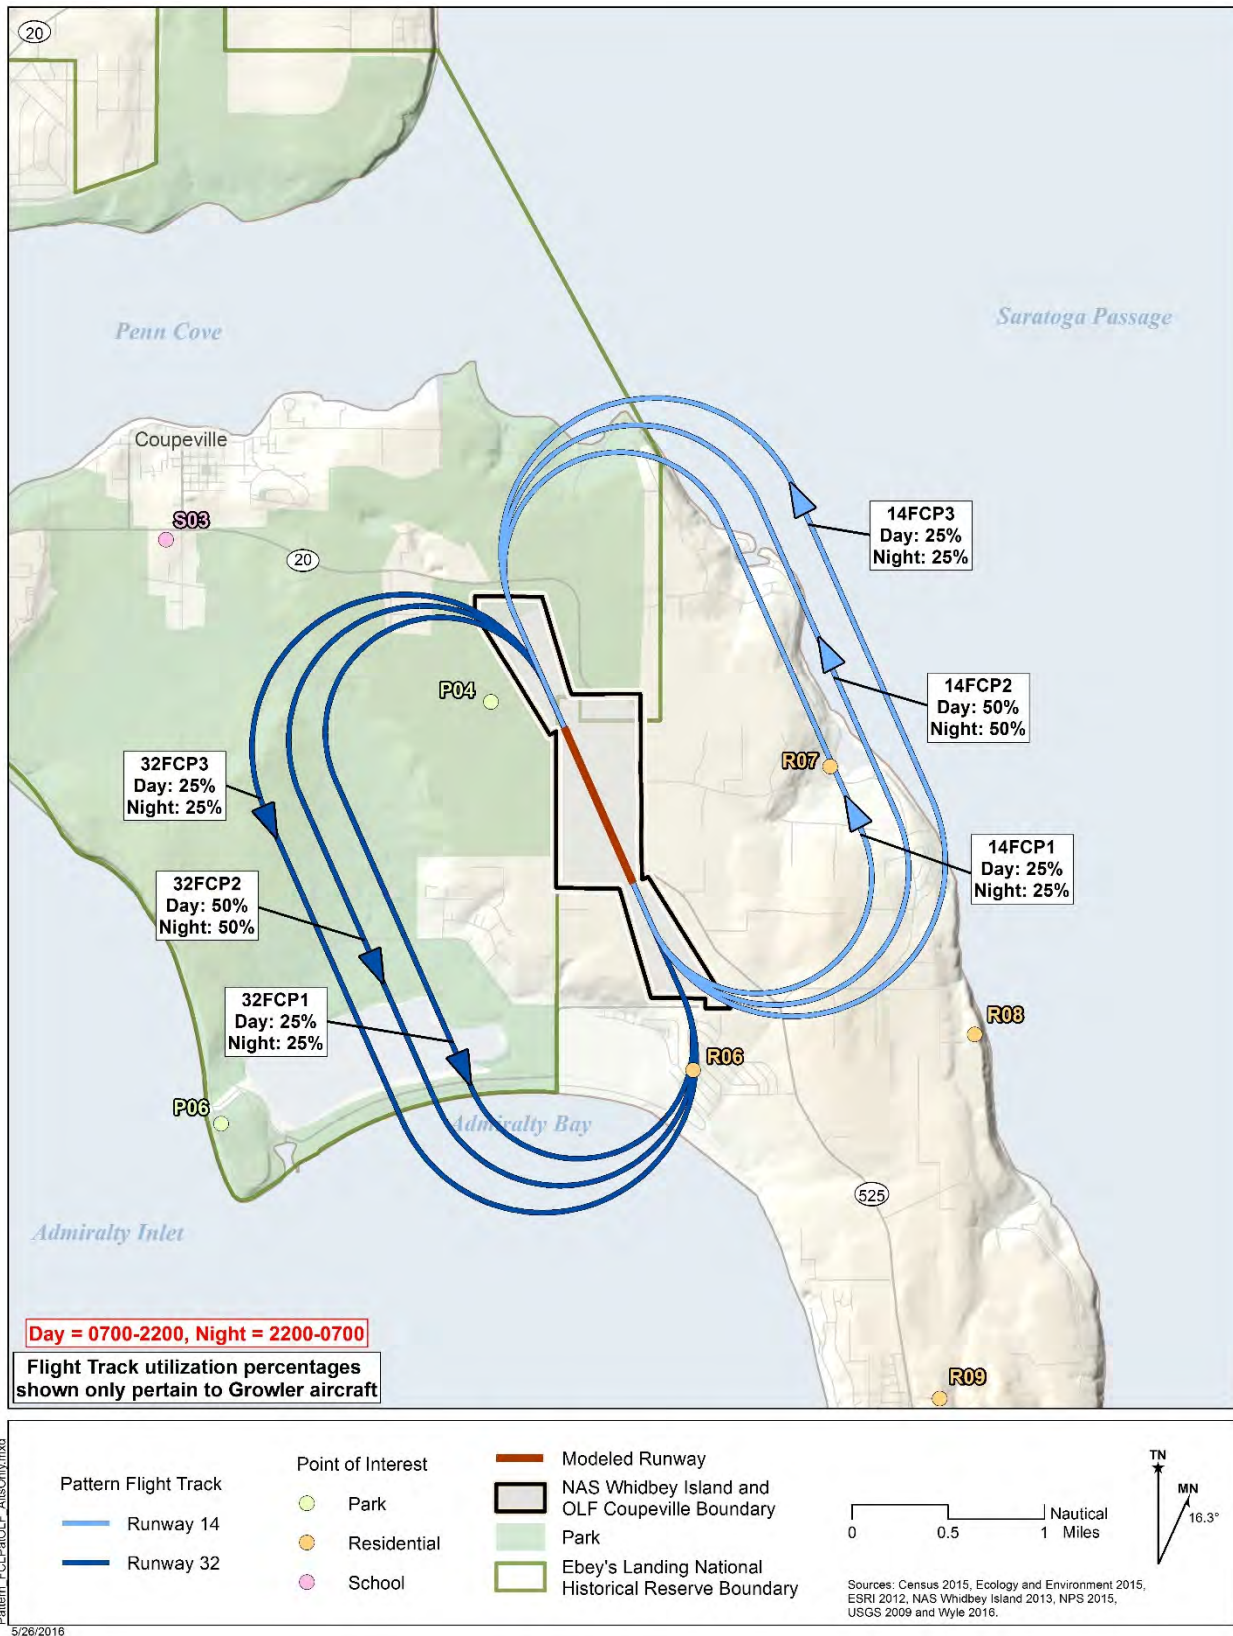 20
Penn Cove
Saratoga Passage
Coupeville
S03
20
14FCP3
Day: 25%
Night: 25%
P04
14FCP2
Day: 50%
Night: 50%
R07
32FCP3
Day: 25%
Night: 25%
14FCP1
Day: 25%
Night: 25%
32FCP2
Day: 50%
Night: 50%
32FCP1
Day: 25%
Night: 25%
R08
R06
P06
Admiralty Bay
525
Admiralty Inlet
Day = 0700-2200, Night = 2200-0700
Flight Track utilization percentages
shown only pertain to Growler aircraft
R09
Pattern Flight Track
Runway 14
Runway 32
Point of Interest
Park
Residential
School
Modeled Runway
NAS Whidbey Island and
OLF Coupeville Boundary
Park
Ebey's Landing National
Historical Reserve Boundary
0 0.5 1 Nautical
Miles
TN
MN
16.3°
Sources: Census 2015, Ecology and Environment 2015,
ESRI 2012, NAS Whidbey Island 2013, NPS 2015,
USGS 2009 and Wyle 2016.
5/26/2016